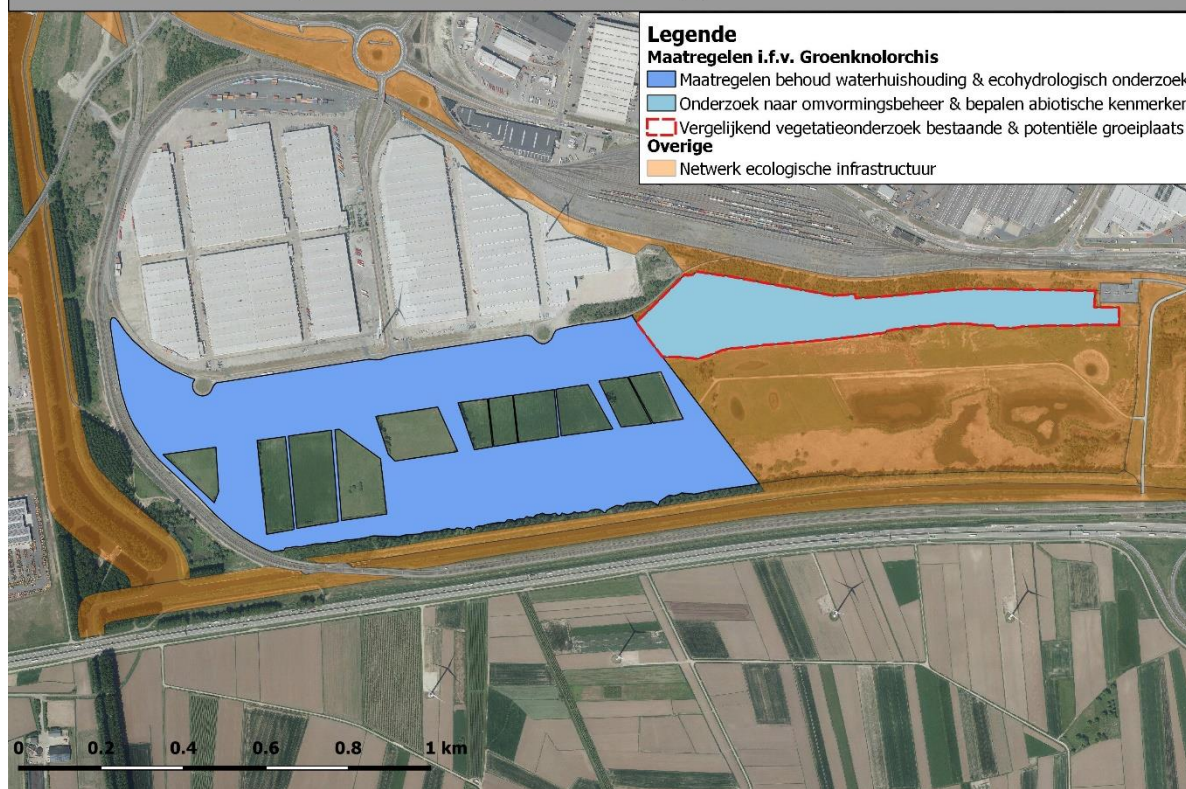 Legende
Maatregelen i.f.v. Groenknolorchis
Maatregelen behoud waterhuishouding & ecohydrologisch onderzoek
Onderzoek naar omvormingsbeheer & bepalen abiotische kenmerken
Vergelijkend vegetatieonderzoek bestaande & potentiële groeiplaats
Overige
Netwerk ecologische infrastructuur
0 0.2 0.4 0.6 0.8 1 km